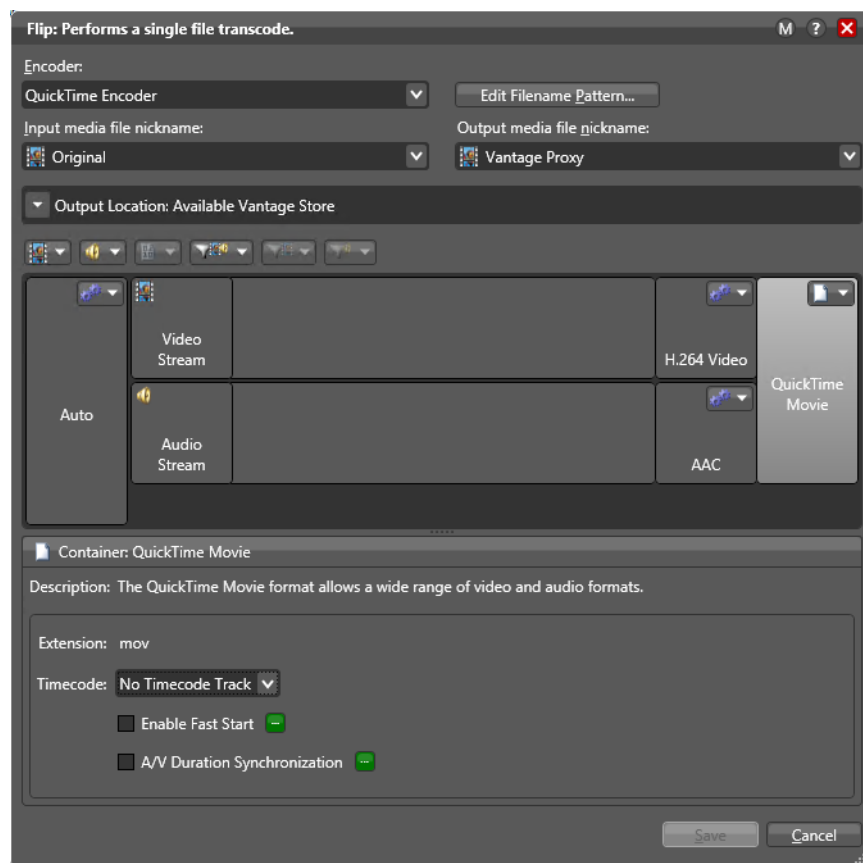 Flip: Performs a single file transcode.
M ?
Encoder:
QuickTime Encoder
Edit Filename Pattern...
Input media file nickname:
Output media file nickname:
Original
Vantage Proxy
Output Location: Available Vantage Store
Video
Stream
H.264 Video
QuickTime
Movie
Auto
Audio
Stream
AAC
Container: QuickTime Movie
Description: The QuickTime Movie format allows a wide range of video and audio formats.
Extension: mov
Timecode: No Timecode Track
Enable Fast Start
A/V Duration Synchronization
Save
Cancel